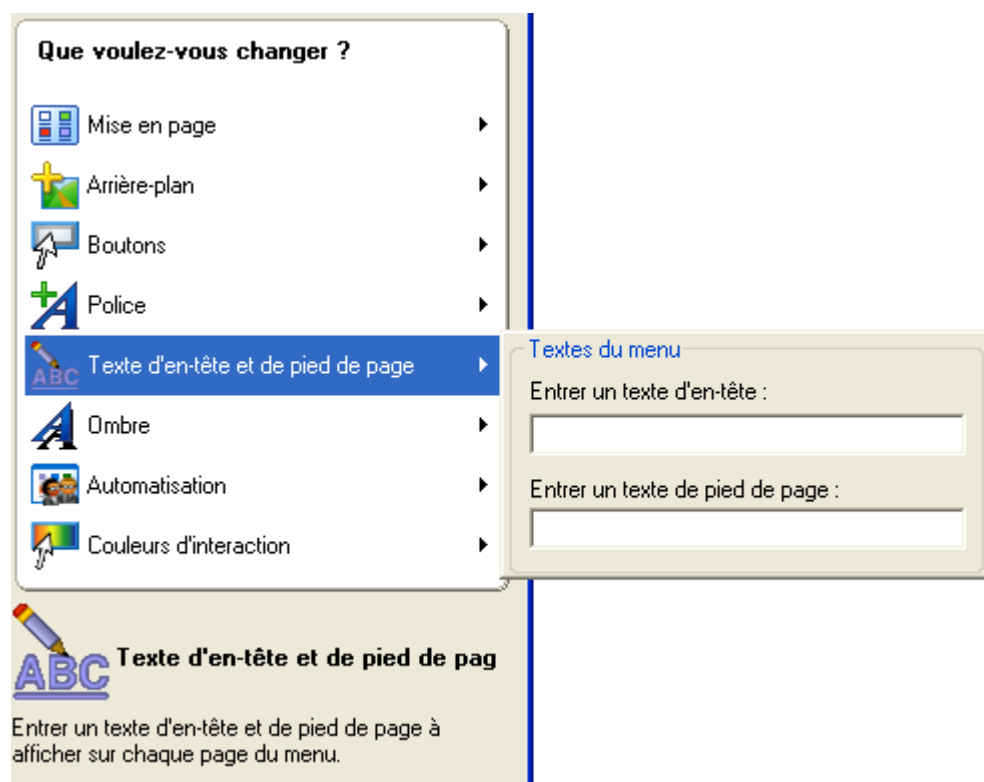 Que voulez-vous changer ?
Mise en page
Arrière-plan
Boutons
Police
ABC Texte d'en-tête et de pied de page
Ombre
Automatisation
Couleurs d'interaction
Textes du menu
Entrer un texte d'en-tête :
Entrer un texte de pied de page :
ABC Texte d'en-tête et de pied de pag
Entrer un texte d'en-tête et de pied de page à
afficher sur chaque page du menu.